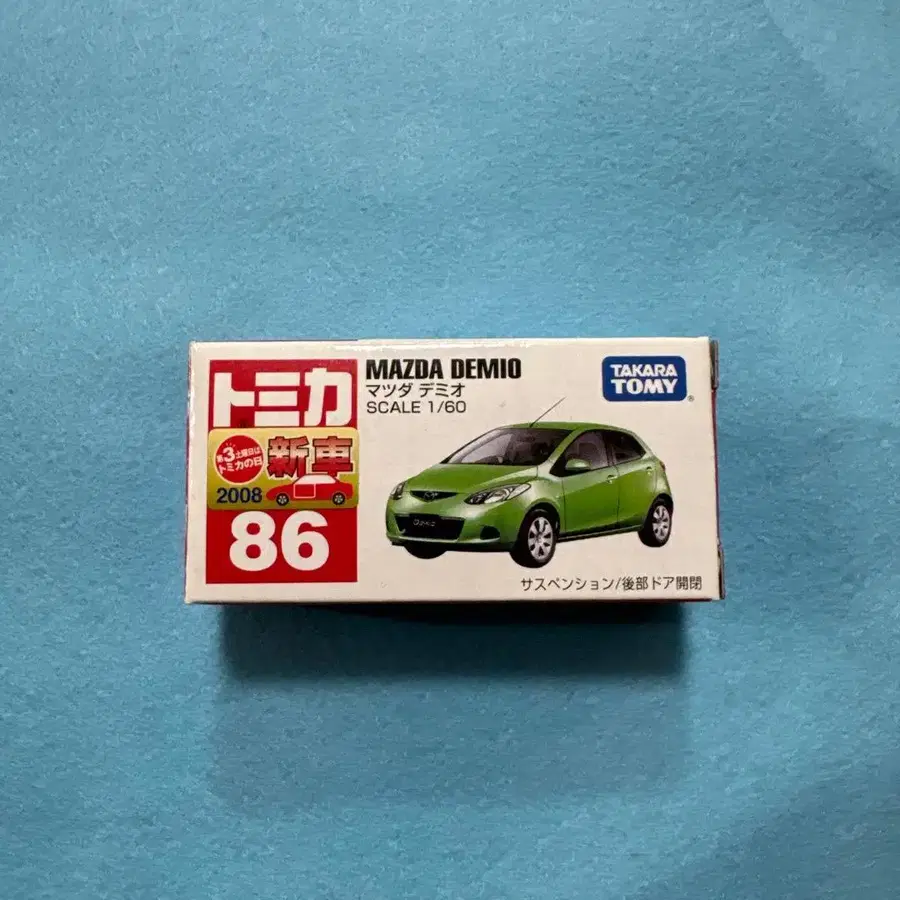 トミカ
第3土曜日は
トミカの日
新車
2008
86
MAZDA DEMIO
マツダ デミオ
SCALE 1/60
TAKARA
TOMY
®
Demio
サスペンション/後部ドア開閉